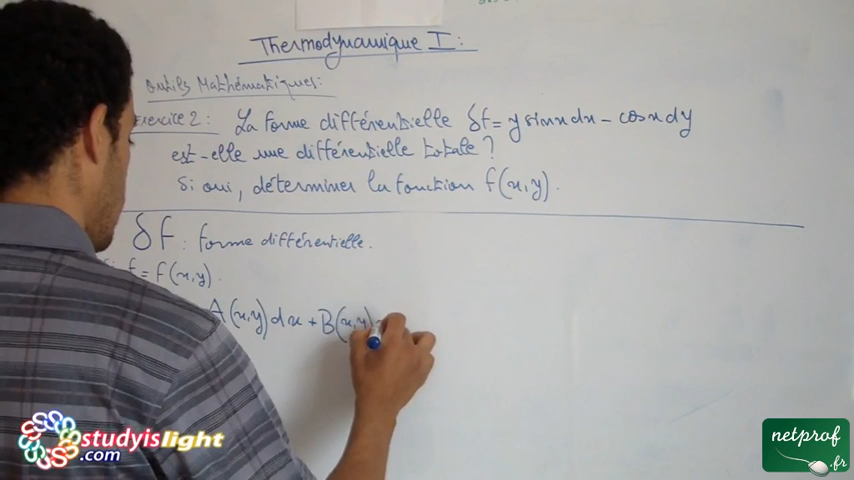 Thermodynamique I:
Outils Mathématiques:
Exercice 2: La forme différentielle δf= y sinx dx - cosx dy
est-elle une différentielle totale?
Si oui, déterminer la fonction f(x,y).
δf: forme différentielle.
f= f(x,y).
A(x,y)dx + B(x,y)
studyislight
.com
netprof
.fr